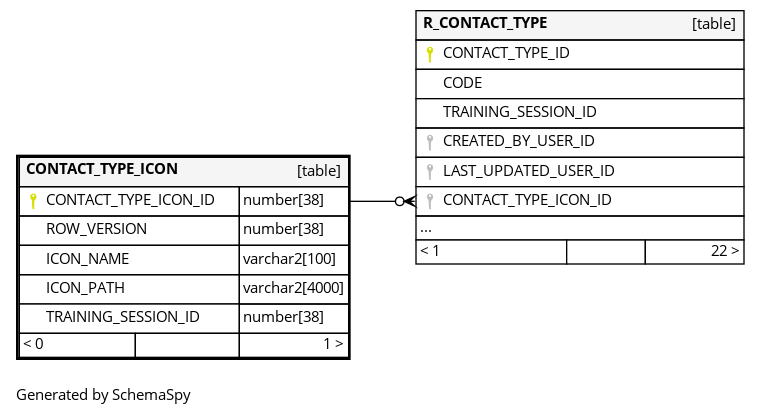 R_CONTACT_TYPE [table]
CONTACT_TYPE_ID
CODE
TRAINING_SESSION_ID
CREATED_BY_USER_ID
LAST_UPDATED_USER_ID
CONTACT_TYPE_ICON_ID
...
< 1 22 >
CONTACT_TYPE_ICON [table]
CONTACT_TYPE_ICON_ID number[38]
ROW_VERSION number[38]
ICON_NAME varchar2[100]
ICON_PATH varchar2[4000]
TRAINING_SESSION_ID number[38]
< 0 1 >
Generated by SchemaSpy